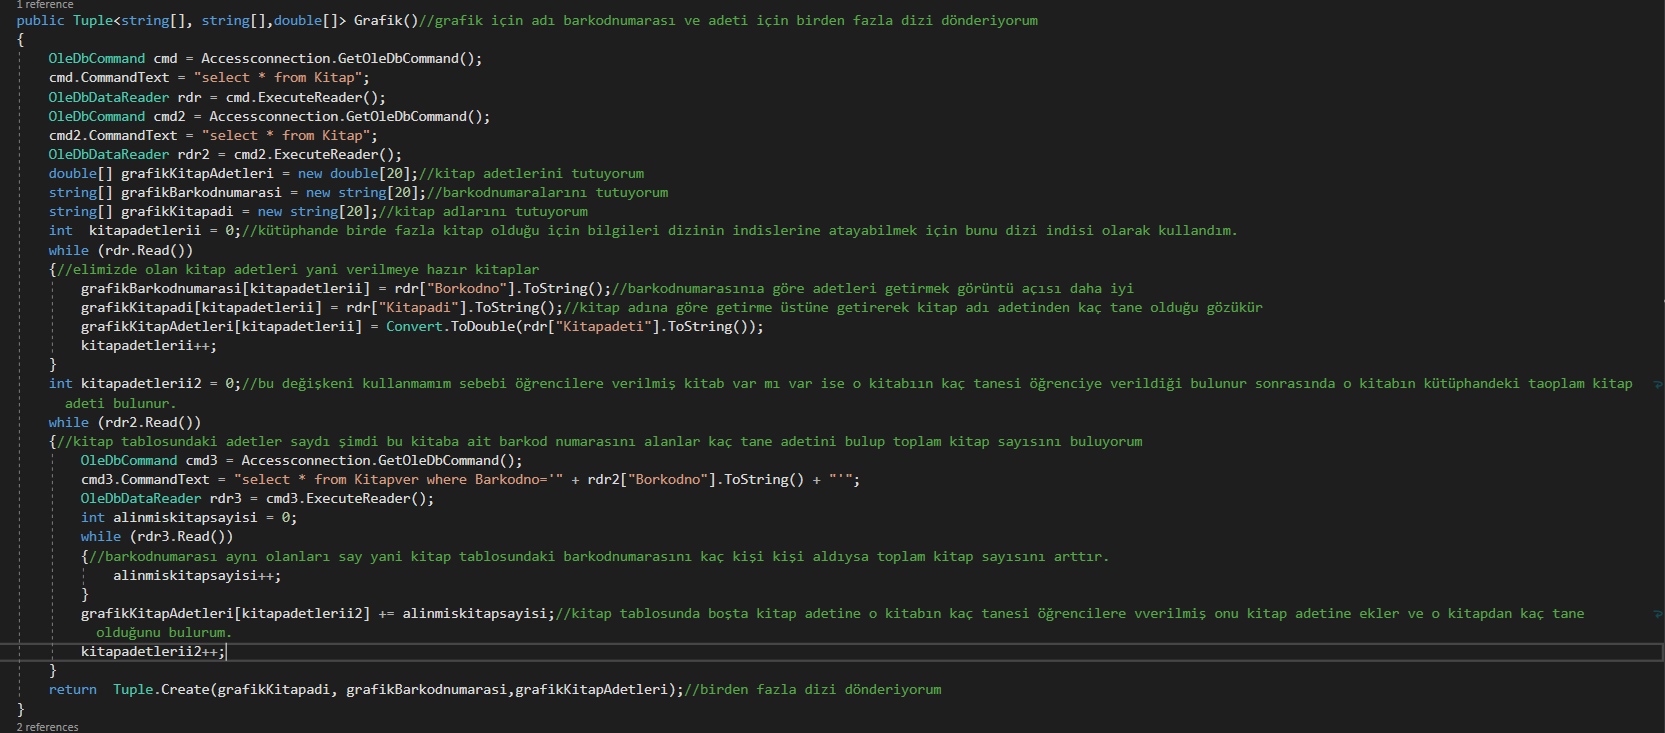 1 reference
public Tuple<string[], string[],double[]> Grafik()//grafik için adı barkodnumarası ve adeti için birden fazla dizi dönderiyorum
{
OleDbCommand cmd = Accessconnection.GetOleDbCommand();
cmd.CommandText = "select * from Kitap";
OleDbDataReader rdr = cmd.ExecuteReader();
OleDbCommand cmd2 = Accessconnection.GetOleDbCommand();
cmd2.CommandText = "select * from Kitap";
OleDbDataReader rdr2 = cmd2.ExecuteReader();
double[] grafikKitapAdetleri = new double[20];//kitap adetlerini tutuyorum
string[] grafikBarkodnumarasi = new string[20];//barkodnumaralarını tutuyorum
string[] grafikKitapadi = new string[20];//kitap adlarını tutuyorum
int  kitapadetlerii = 0;//kütüphande birde fazla kitap olduğu için bilgileri dizinin indislerine atayabilmek için bunu dizi indisi olarak kullandım.
while (rdr.Read())
{//elimizde olan kitap adetleri yani verilmeye hazır kitaplar
grafikBarkodnumarasi[kitapadetlerii] = rdr["Borkodno"].ToString();//barkodnumarasınıa göre adetleri getirmek görüntü açısı daha iyi
grafikKitapadi[kitapadetlerii] = rdr["Kitapadi"].ToString();//kitap adına göre getirme üstüne getirerek kitap adı adetinden kaç tane olduğu gözükür
grafikKitapAdetleri[kitapadetlerii] = Convert.ToDouble(rdr["Kitapadeti"].ToString());
kitapadetlerii++;
}
int kitapadetlerii2 = 0;//bu değişkeni kullanmamım sebebi öğrencilere verilmiş kitab var mı var ise o kitabıın kaç tanesi öğrenciye verildiği bulunur sonrasında o kitabın kütüphandeki taoplam kitap
adeti bulunur.
while (rdr2.Read())
{//kitap tablosundaki adetler saydı şimdi bu kitaba ait barkod numarasını alanlar kaç tane adetini bulup toplam kitap sayısını buluyorum
OleDbCommand cmd3 = Accessconnection.GetOleDbCommand();
cmd3.CommandText = "select * from Kitapver where Barkodno='" + rdr2["Borkodno"].ToString() + "'";
OleDbDataReader rdr3 = cmd3.ExecuteReader();
int alinmiskitapsayisi = 0;
while (rdr3.Read())
{//barkodnumarası aynı olanları say yani kitap tablosundaki barkodnumarasını kaç kişi kişi aldıysa toplam kitap sayısını arttır.
alinmiskitapsayisi++;
}
grafikKitapAdetleri[kitapadetlerii2] += alinmiskitapsayisi;//kitap tablosunda boşta kitap adetine o kitabın kaç tanesi öğrencilere vverilmiş onu kitap adetine ekler ve o kitapdan kaç tane
olduğunu bulurum.
kitapadetlerii2++;
}
return  Tuple.Create(grafikKitapadi, grafikBarkodnumarasi,grafikKitapAdetleri);//birden fazla dizi dönderiyorum
}
2 references